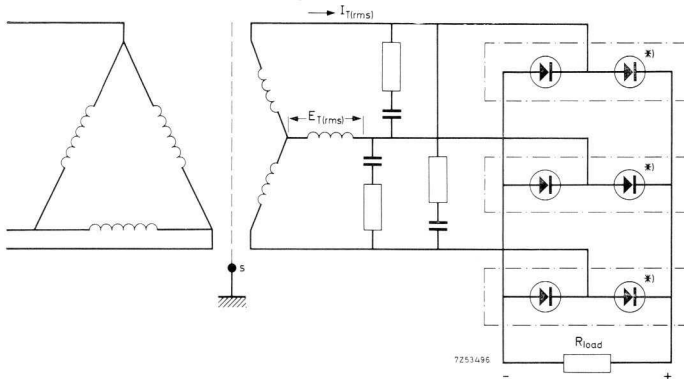 I_T(rms)
*)
E_T(rms)
*)
s
*)
7Z53496
R_load
- +